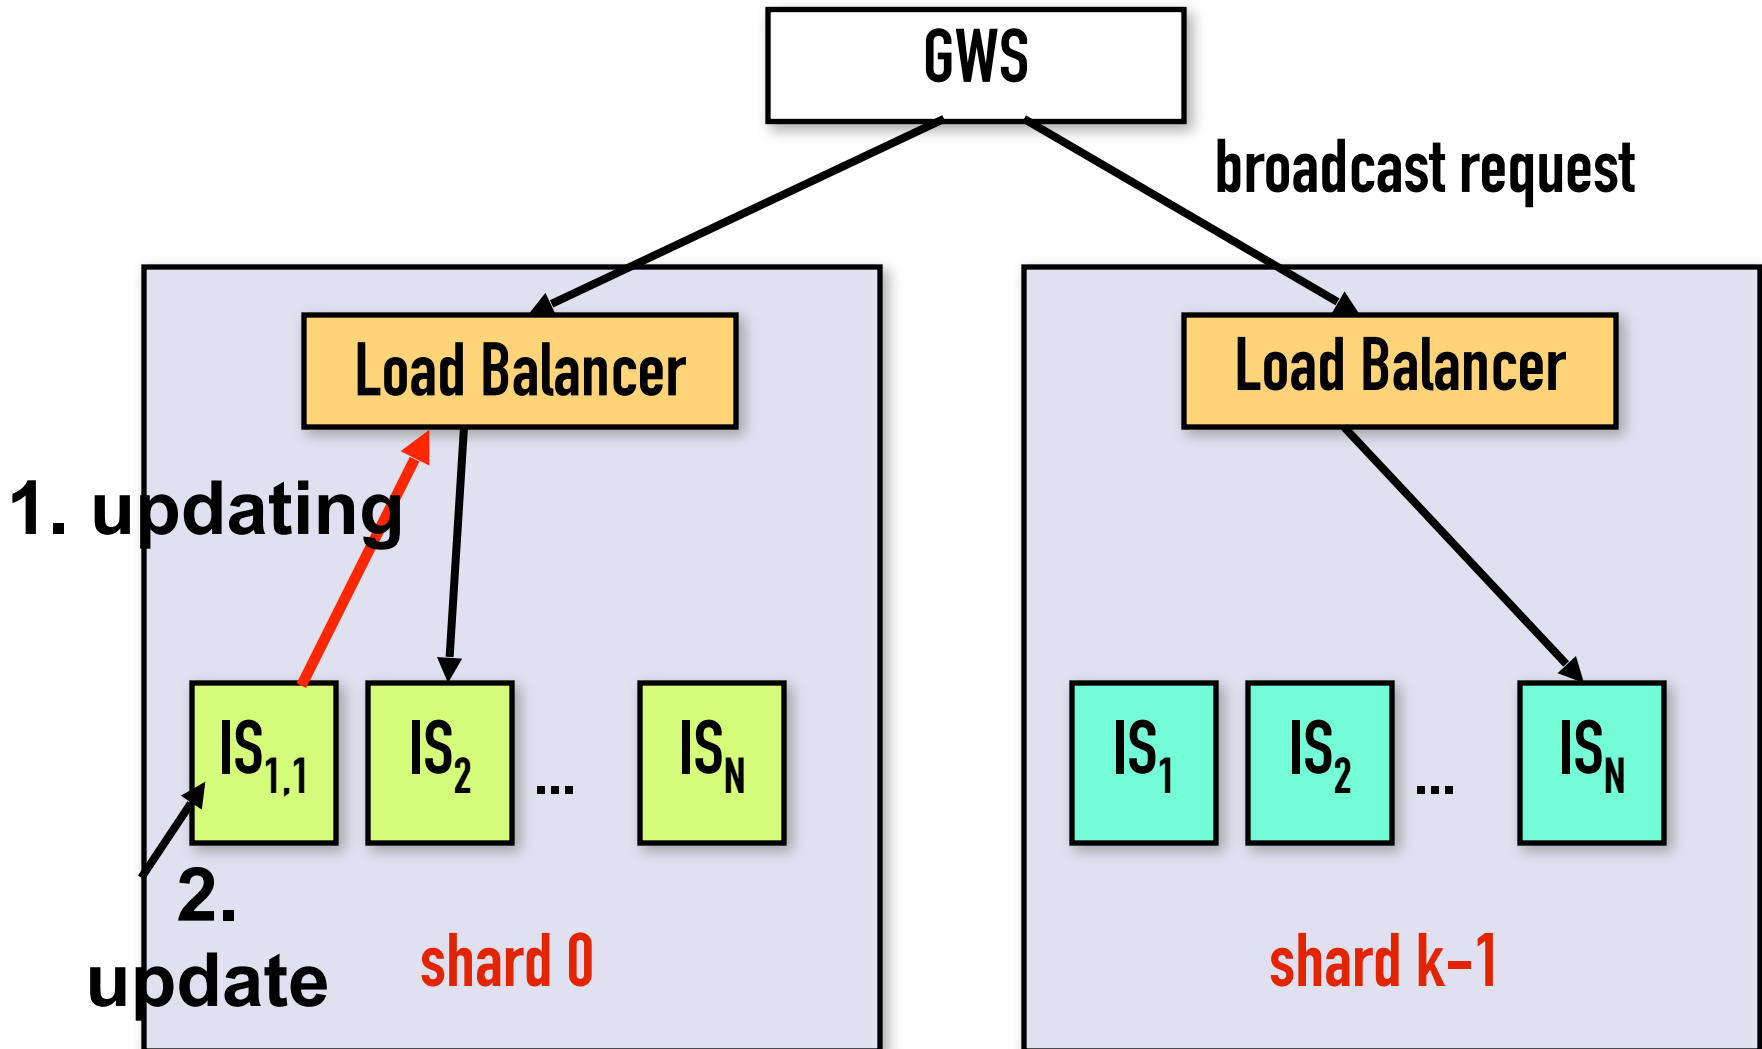 GWS
broadcast request
Load Balancer
Load Balancer
1. updating
IS1,1
IS2
...
ISN
IS1
IS2
...
ISN
2.
update
shard 0
shard k-1